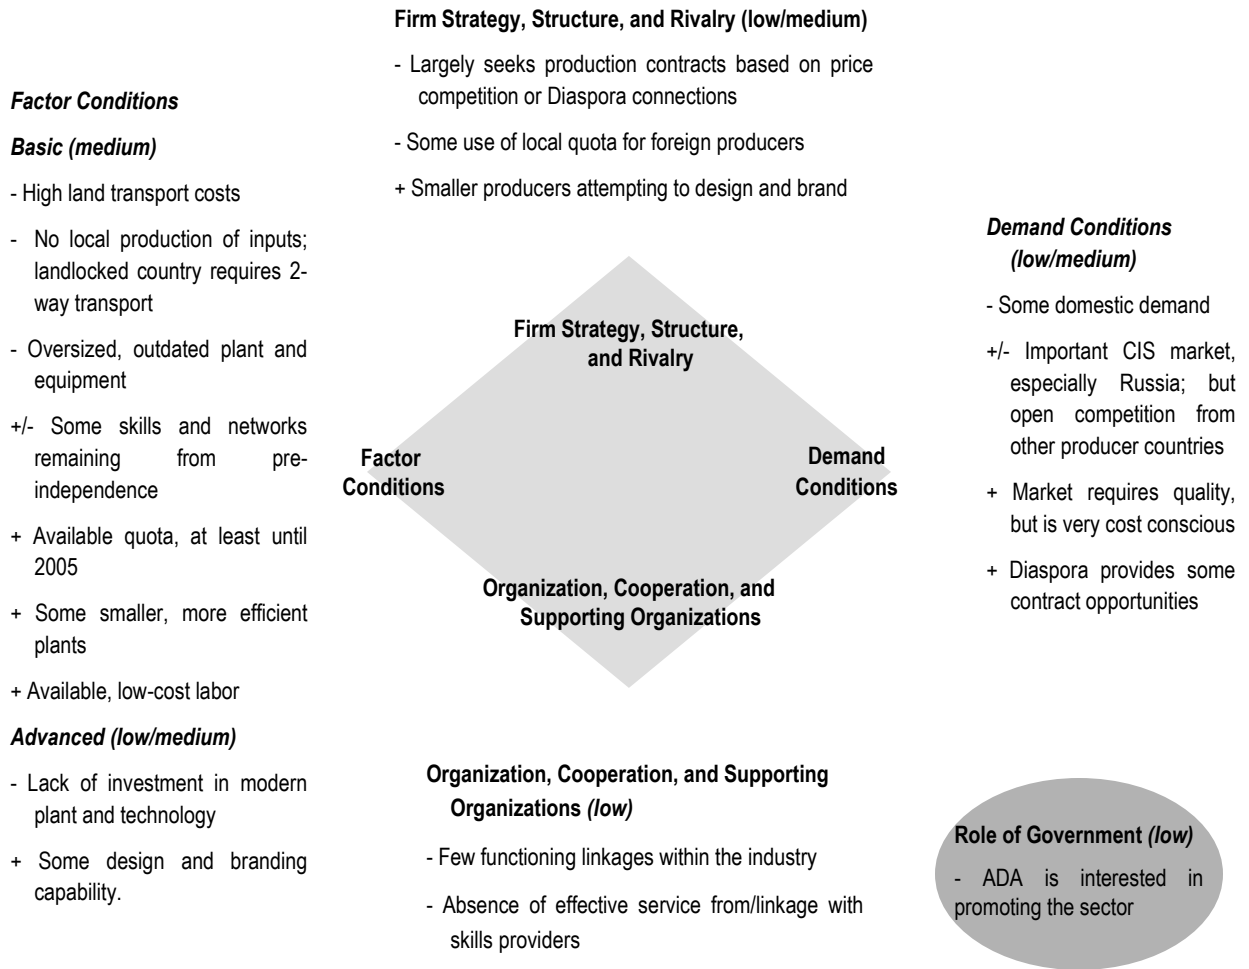 Firm Strategy, Structure, and Rivalry (low/medium)
- Largely seeks production contracts based on price
competition or Diaspora connections
- Some use of local quota for foreign producers
+ Smaller producers attempting to design and brand
Factor Conditions
Basic (medium)
- High land transport costs
- No local production of inputs;
landlocked country requires 2-
way transport
- Oversized, outdated plant and
equipment
+/- Some skills and networks
remaining from pre-
independence
+ Available quota, at least until
2005
+ Some smaller, more efficient
plants
+ Available, low-cost labor
Advanced (low/medium)
- Lack of investment in modern
plant and technology
+ Some design and branding
capability.
Firm Strategy, Structure,
and Rivalry
Factor
Conditions
Demand
Conditions
Organization, Cooperation, and
Supporting Organizations
Demand Conditions
(low/medium)
- Some domestic demand
+/- Important CIS market,
especially Russia; but
open competition from
other producer countries
+ Market requires quality,
but is very cost conscious
+ Diaspora provides some
contract opportunities
Organization, Cooperation, and Supporting
Organizations (low)
- Few functioning linkages within the industry
- Absence of effective service from/linkage with
skills providers
Role of Government (low)
- ADA is interested in
promoting the sector